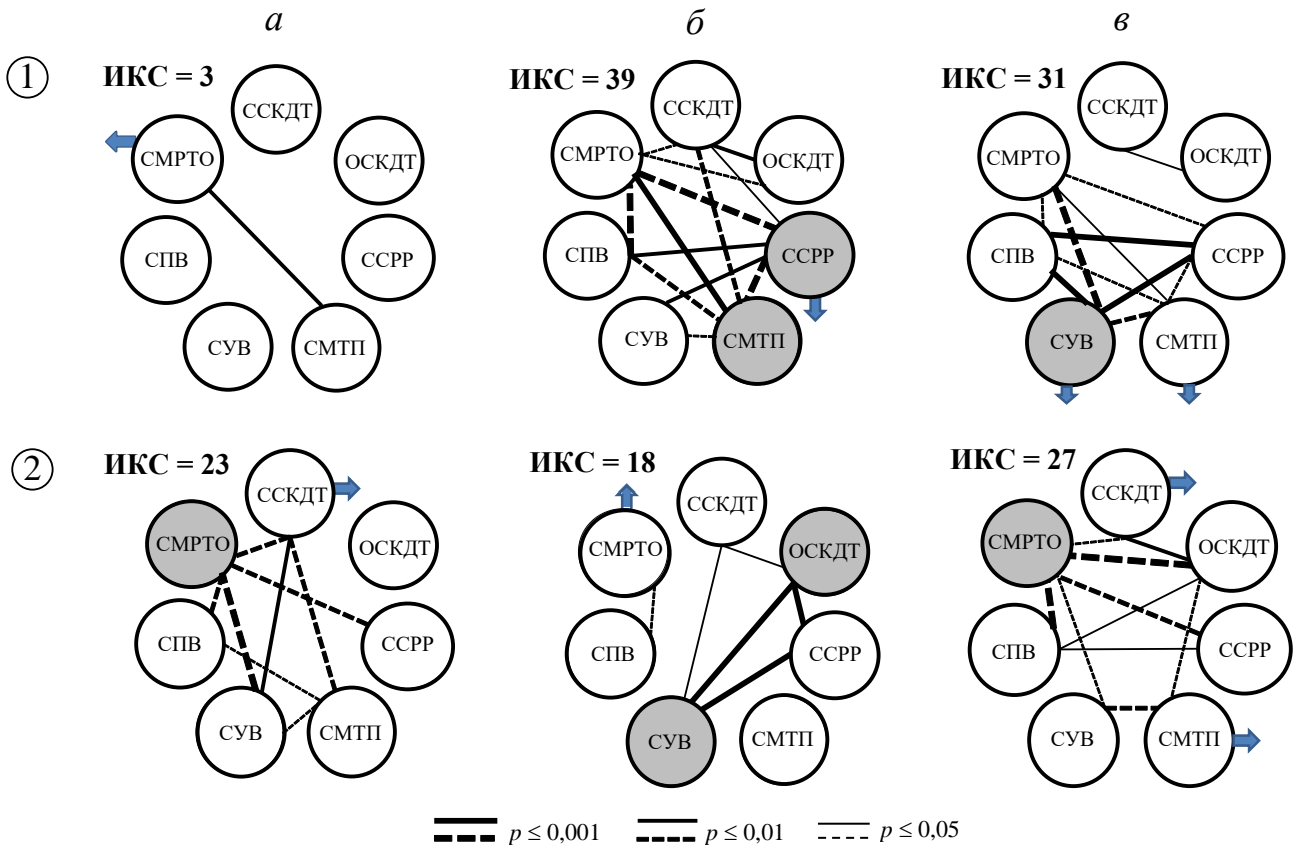 а б в
1
ИКС = 3 ИКС = 39 ИКС = 31
ССКДТ ССКДТ ССКДТ
СМРТО ОСКДТ СМРТО ОСКДТ СМРТО ОСКДТ
СПВ ССРР СПВ ССРР СПВ ССРР
СУВ СМТП СУВ СМТП СУВ СМТП
2
ИКС = 23 ИКС = 18 ИКС = 27
ССКДТ ССКДТ ССКДТ
СМРТО ОСКДТ СМРТО ОСКДТ СМРТО ОСКДТ
СПВ ССРР СПВ ССРР СПВ ССРР
СУВ СМТП СУВ СМТП СУВ СМТП
p ≤ 0,001 p ≤ 0,01 p ≤ 0,05